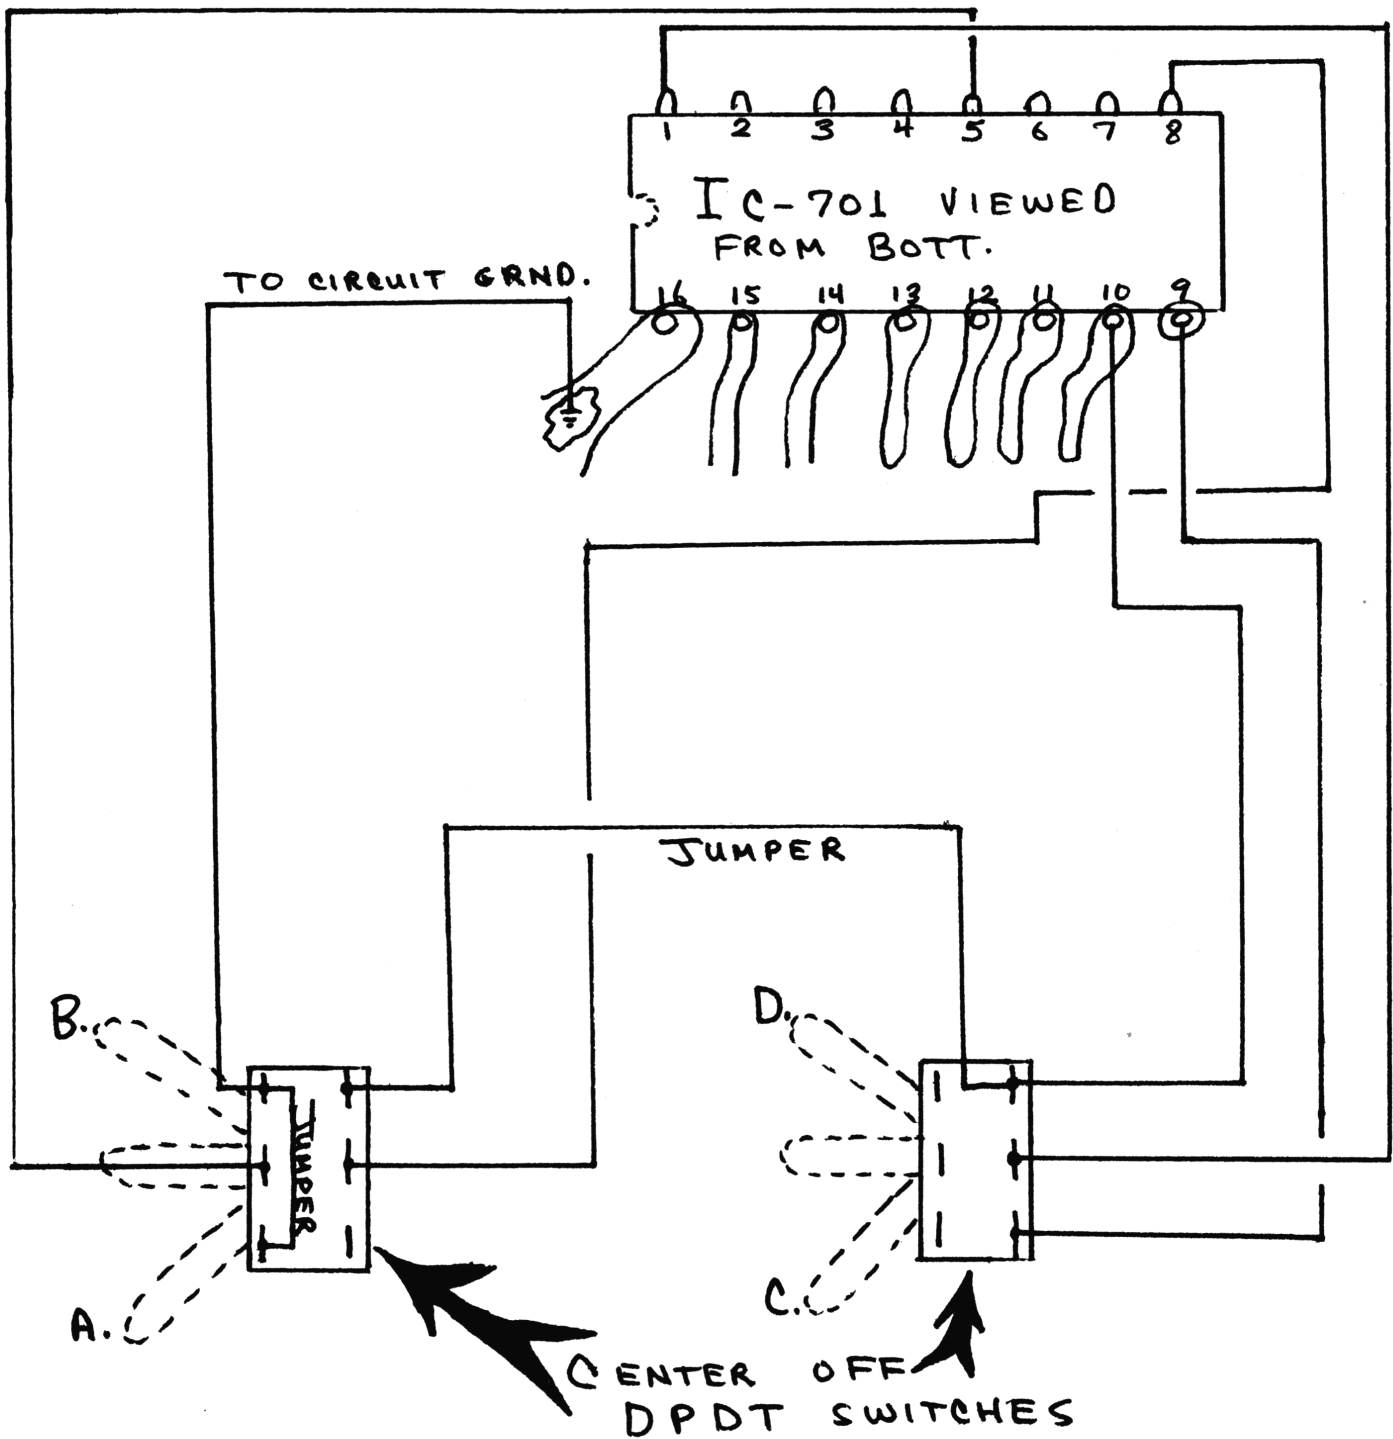 1 2 3 4 5 6 7 8
IC-701 VIEWED
FROM BOTT.
TO CIRCUIT GRND.
16 15 14 13 12 11 10 9
JUMPER
B.
D.
JUMPER
A.
C.
CENTER OFF
DPDT SWITCHES